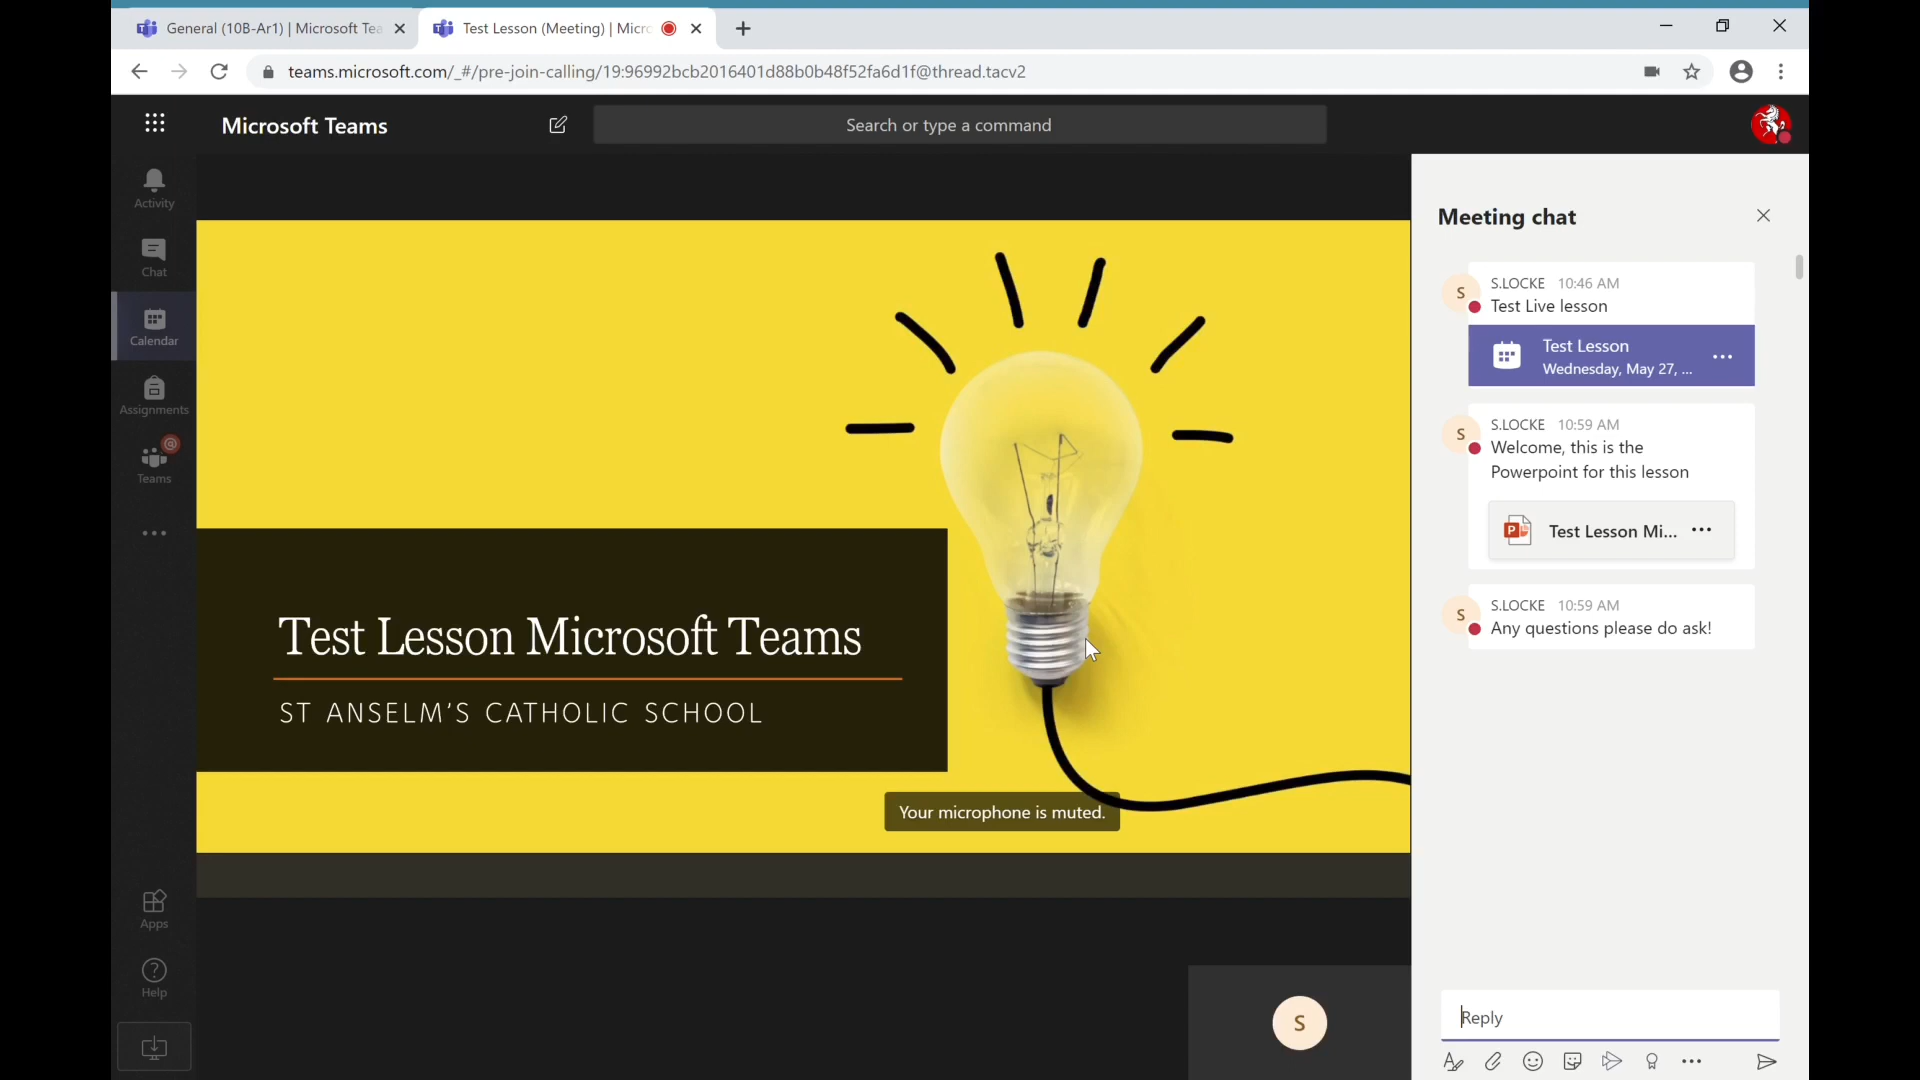 General (10B-Ar1) | Microsoft Tea
Test Lesson (Meeting) | Micro
teams.microsoft.com/_#/pre-join-calling/19:96992bcb2016401d88b0b48f52fa6d1f@thread.tacv2
Microsoft Teams
Search or type a command
Activity
Chat
Calendar
Assignments
Teams
Apps
Help
Test Lesson Microsoft Teams
ST ANSELM'S CATHOLIC SCHOOL
Your microphone is muted.
S
Meeting chat
S
S.LOCKE 10:46 AM
Test Live lesson
Test Lesson
Wednesday, May 27, ...
S
S.LOCKE 10:59 AM
Welcome, this is the
Powerpoint for this lesson
Test Lesson Mi...
S
S.LOCKE 10:59 AM
Any questions please do ask!
Reply